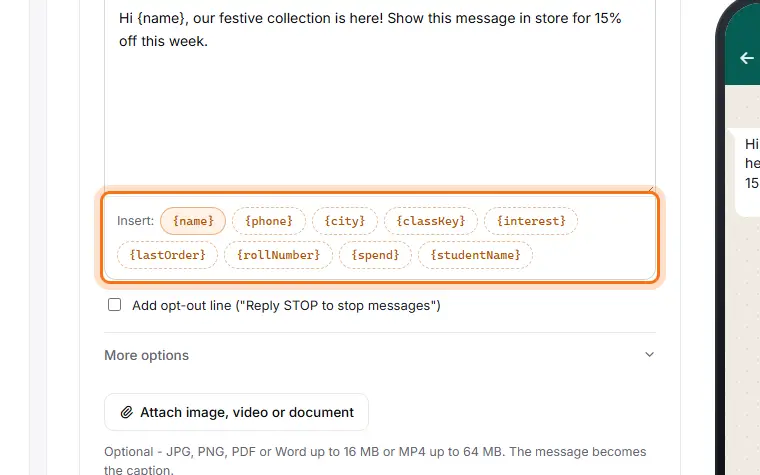 Hi {name}, our festive collection is here! Show this message in store for 15%
off this week.
Insert: {name} {phone} {city} {classKey} {interest}
{lastOrder} {rollNumber} {spend} {studentName}
Add opt-out line ("Reply STOP to stop messages")
More options
Attach image, video or document
Optional - JPG, PNG, PDF or Word up to 16 MB or MP4 up to 64 MB. The message becomes
the caption.
Hi
he
15